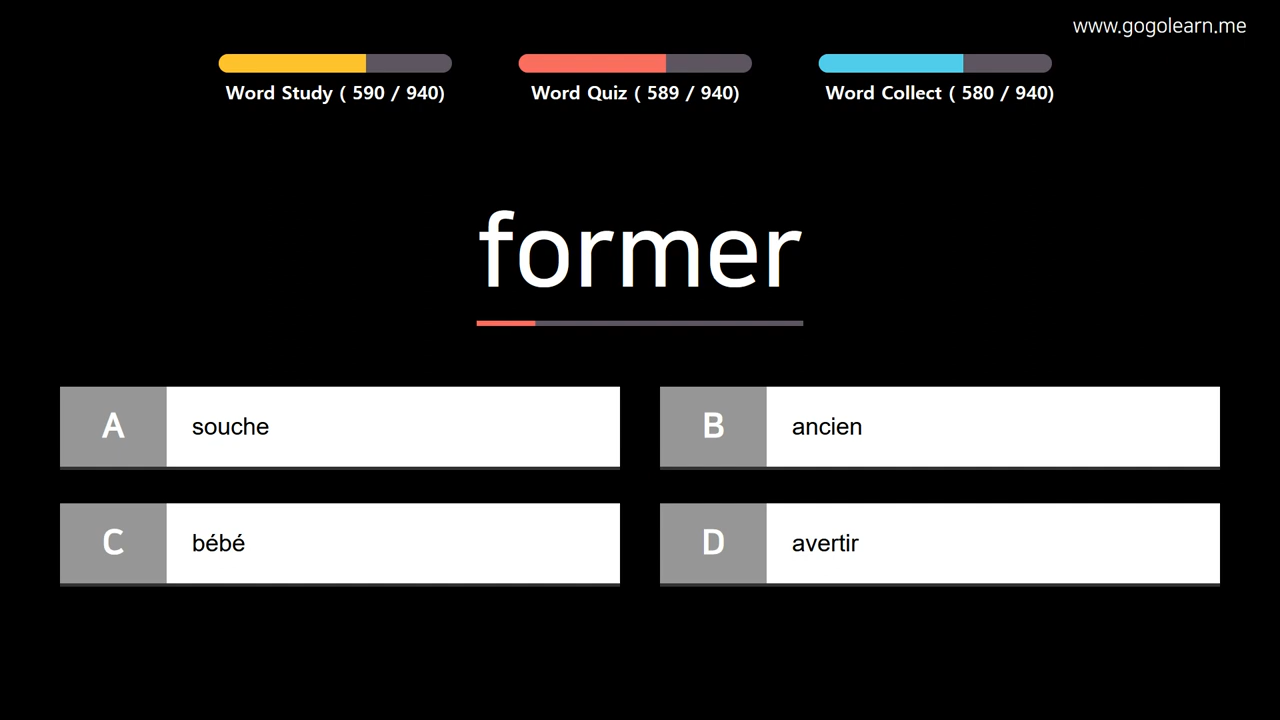 www.gogolearn.me
Word Study ( 590 / 940)
Word Quiz ( 589 / 940)
Word Collect ( 580 / 940)
former
A souche
B ancien
C bébé
D avertir